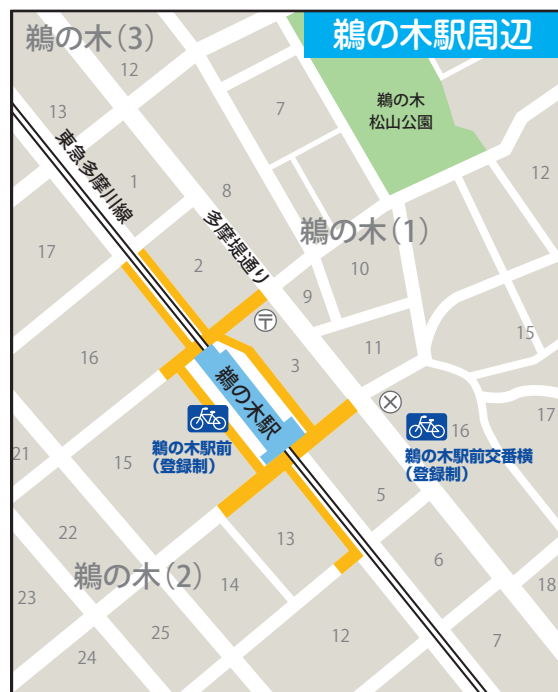 鵜の木駅周辺
鵜の木(3)
12
13
7
鵜の木
松山公園
東急多摩川線
1
8
12
多摩堤通り
鵜の木(1)
17
2
10
9
〒
15
16
3
11
鵜の木駅
17
鵜の木駅前
(登録制)
16
鵜の木駅前交番横
(登録制)
21
15
5
22
13
6
鵜の木(2)
14
18
23
25
12
7
24